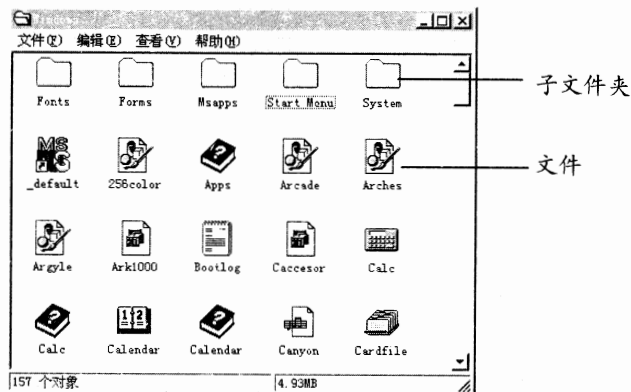 文件(F) 编辑(E) 查看(V) 帮助(H)
Fonts Forms Msapps Start Menu System
子文件夹
_default 256color Apps Arcade Arches
文件
Argyle Ark1000 Bootlog Caccesor Calc
Calc Calendar Calendar Canyon Cardfile
157 个对象 4.93MB